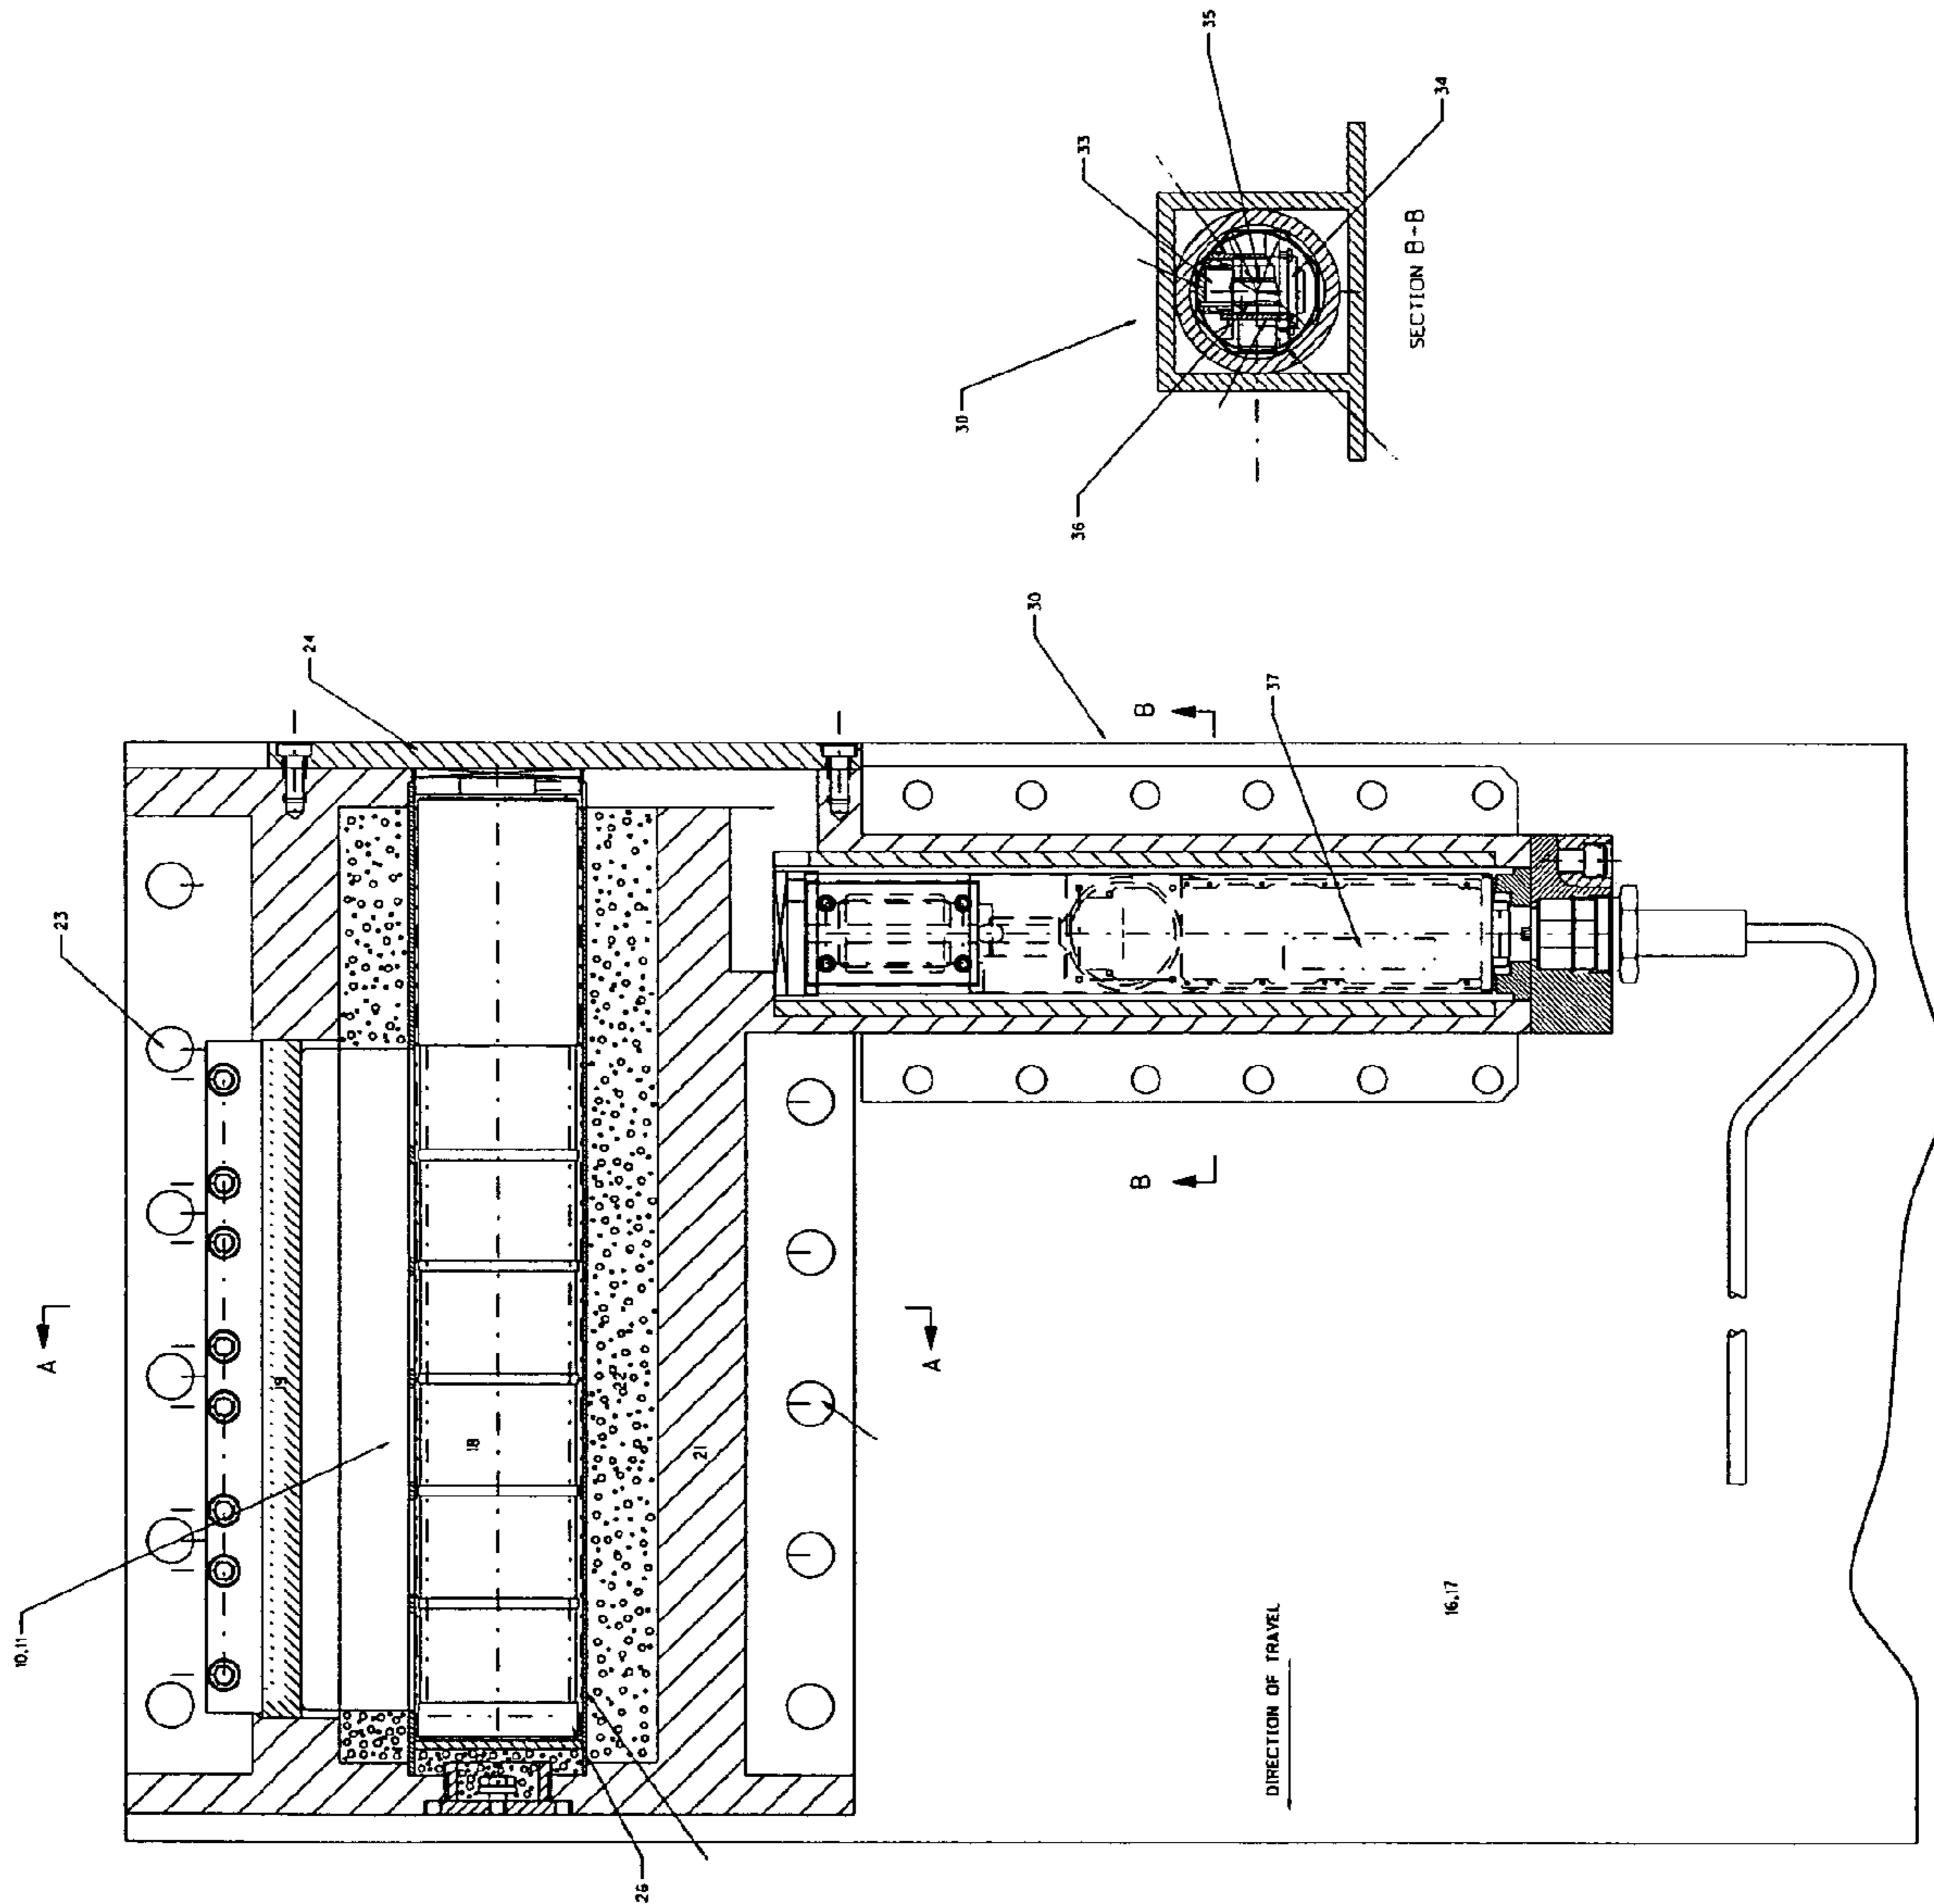 10,11
A
23
19
24
18
22
26
21
A
30
30
36
33
35
B
B
37
DIRECTION OF TRAVEL
SECTION B-B
34
16,17